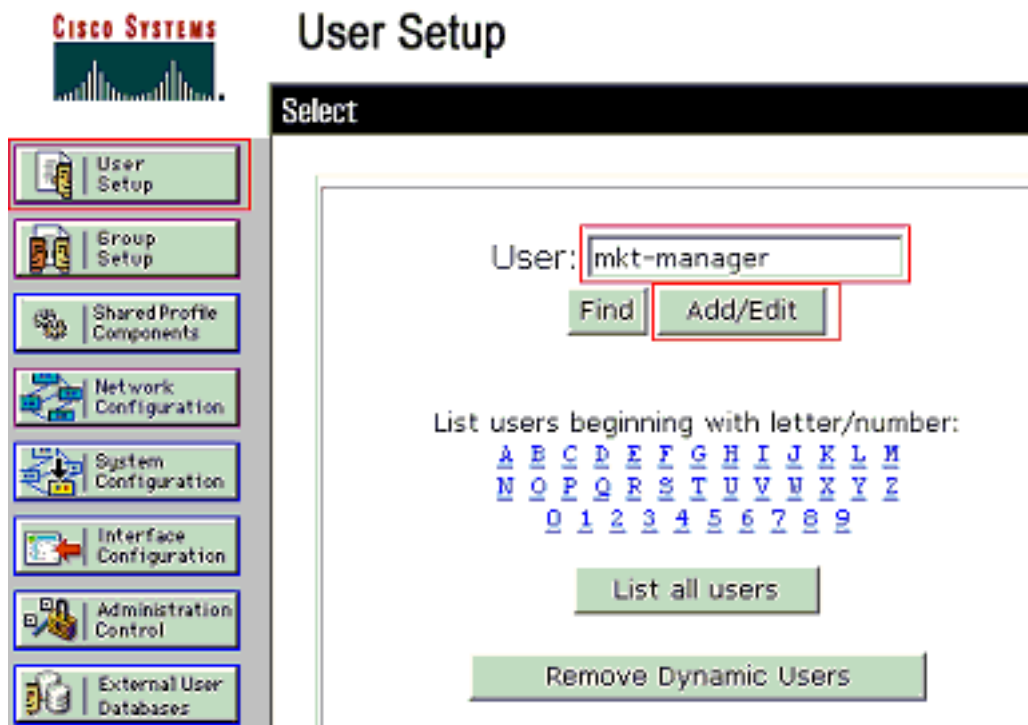 CISCO SYSTEMS
User Setup
Select
User
Setup
Group
Setup
Shared Profile
Components
Network
Configuration
System
Configuration
Interface
Configuration
Administration
Control
External User
Databases
User: mkt-manager
Find Add/Edit
List users beginning with letter/number:
A B C D E F G H I J K L M
N O P Q R S T U V W X Y Z
0 1 2 3 4 5 6 7 8 9
List all users
Remove Dynamic Users